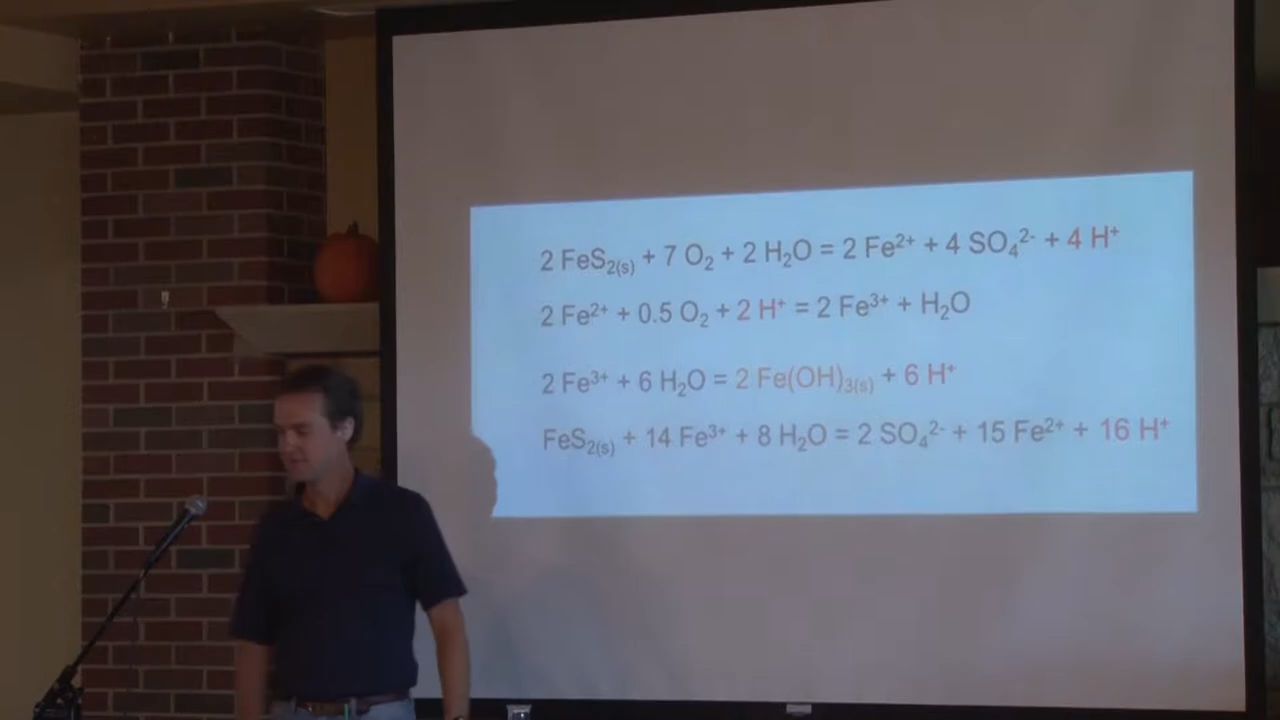 2 FeS₂₍ₛ₎ + 7 O₂ + 2 H₂O = 2 Fe²⁺ + 4 SO₄²⁻ + 4 H⁺
2 Fe²⁺ + 0.5 O₂ + 2 H⁺ = 2 Fe³⁺ + H₂O
2 Fe³⁺ + 6 H₂O = 2 Fe(OH)₃₍ₛ₎ + 6 H⁺
FeS₂₍ₛ₎ + 14 Fe³⁺ + 8 H₂O = 2 SO₄²⁻ + 15 Fe²⁺ + 16 H⁺